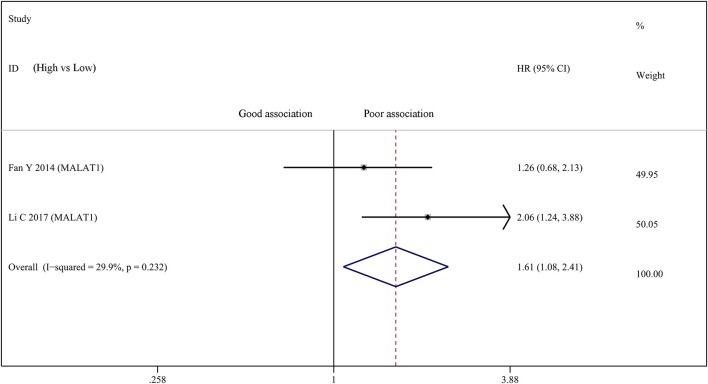 Study
%
ID (High vs Low) HR (95% CI) Weight
Good association Poor association
Fan Y 2014 (MALAT1) 1.26 (0.68, 2.13) 49.95
Li C 2017 (MALAT1) 2.06 (1.24, 3.88) 50.05
Overall (I−squared = 29.9%, p = 0.232) 1.61 (1.08, 2.41) 100.00
.258 1 3.88